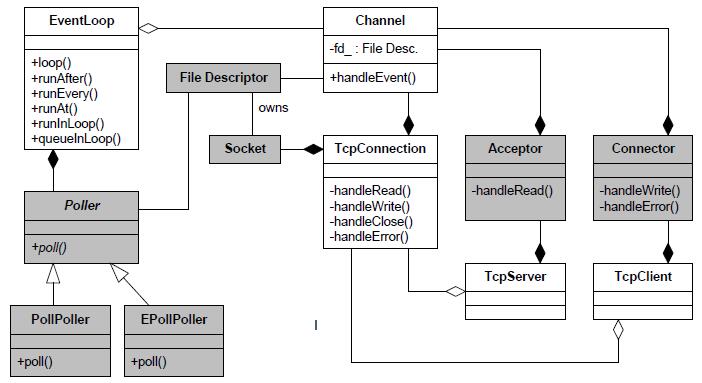 EventLoop
+loop()
+runAfter()
+runEvery()
+runAt()
+runInLoop()
+queueInLoop()
Channel
-fd_ : File Desc.
+handleEvent()
File Descriptor
owns
Socket
TcpConnection
-handleRead()
-handleWrite()
-handleClose()
-handleError()
Acceptor
-handleRead()
Connector
-handleWrite()
-handleError()
Poller
+poll()
TcpServer
TcpClient
PollPoller
+poll()
EPollPoller
+poll()